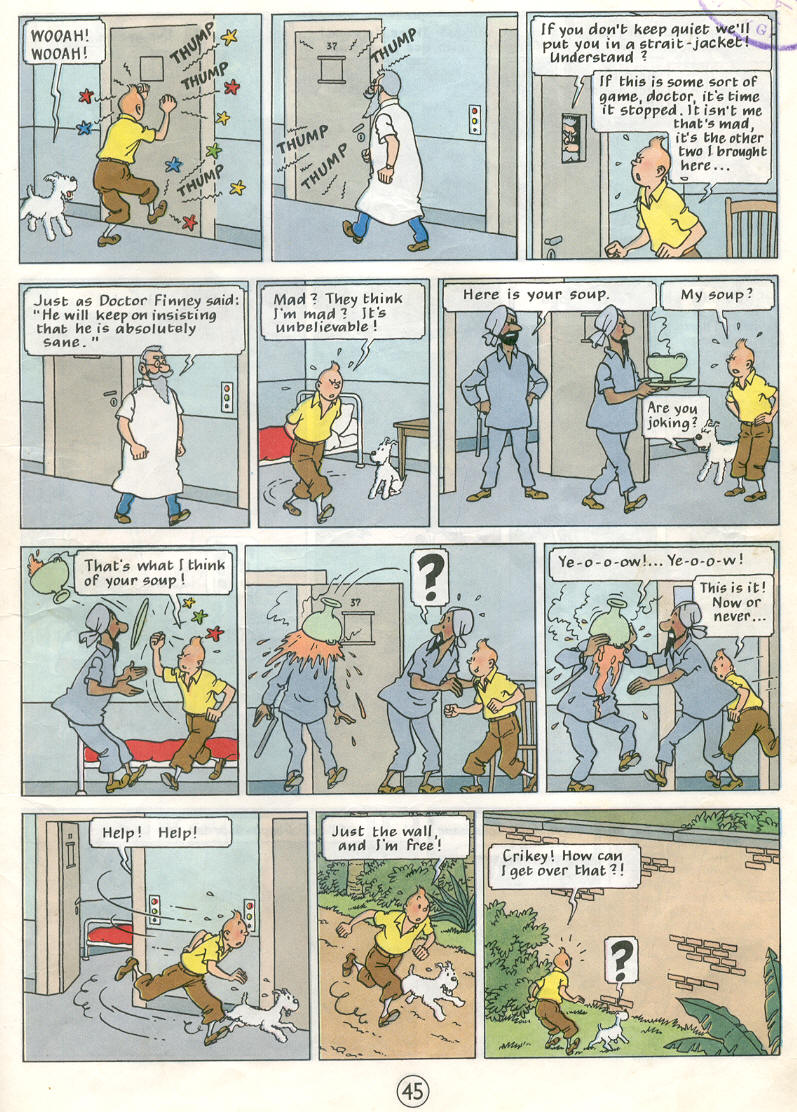 WOOAH!
WOOAH!
THUMP
THUMP
THUMP
37
THUMP
THUMP
THUMP
If you don't keep quiet we'll
put you in a strait-jacket!
Understand?
If this is some sort of
game, doctor, it's time
it stopped. It isn't me
that's mad,
it's the other
two I brought
here...
G
Just as Doctor Finney said:
"He will keep on insisting
that he is absolutely
sane."
Mad? They think
I'm mad? It's
unbelievable!
Here is your soup.
My soup?
Are you
joking?
That's what I think
of your soup!
?
37
Ye-o-o-ow!... Ye-o-o-w!
This is it!
Now or
never...
Help! Help!
Just the wall,
and I'm free!
Crikey! How can
I get over that?!
?
45